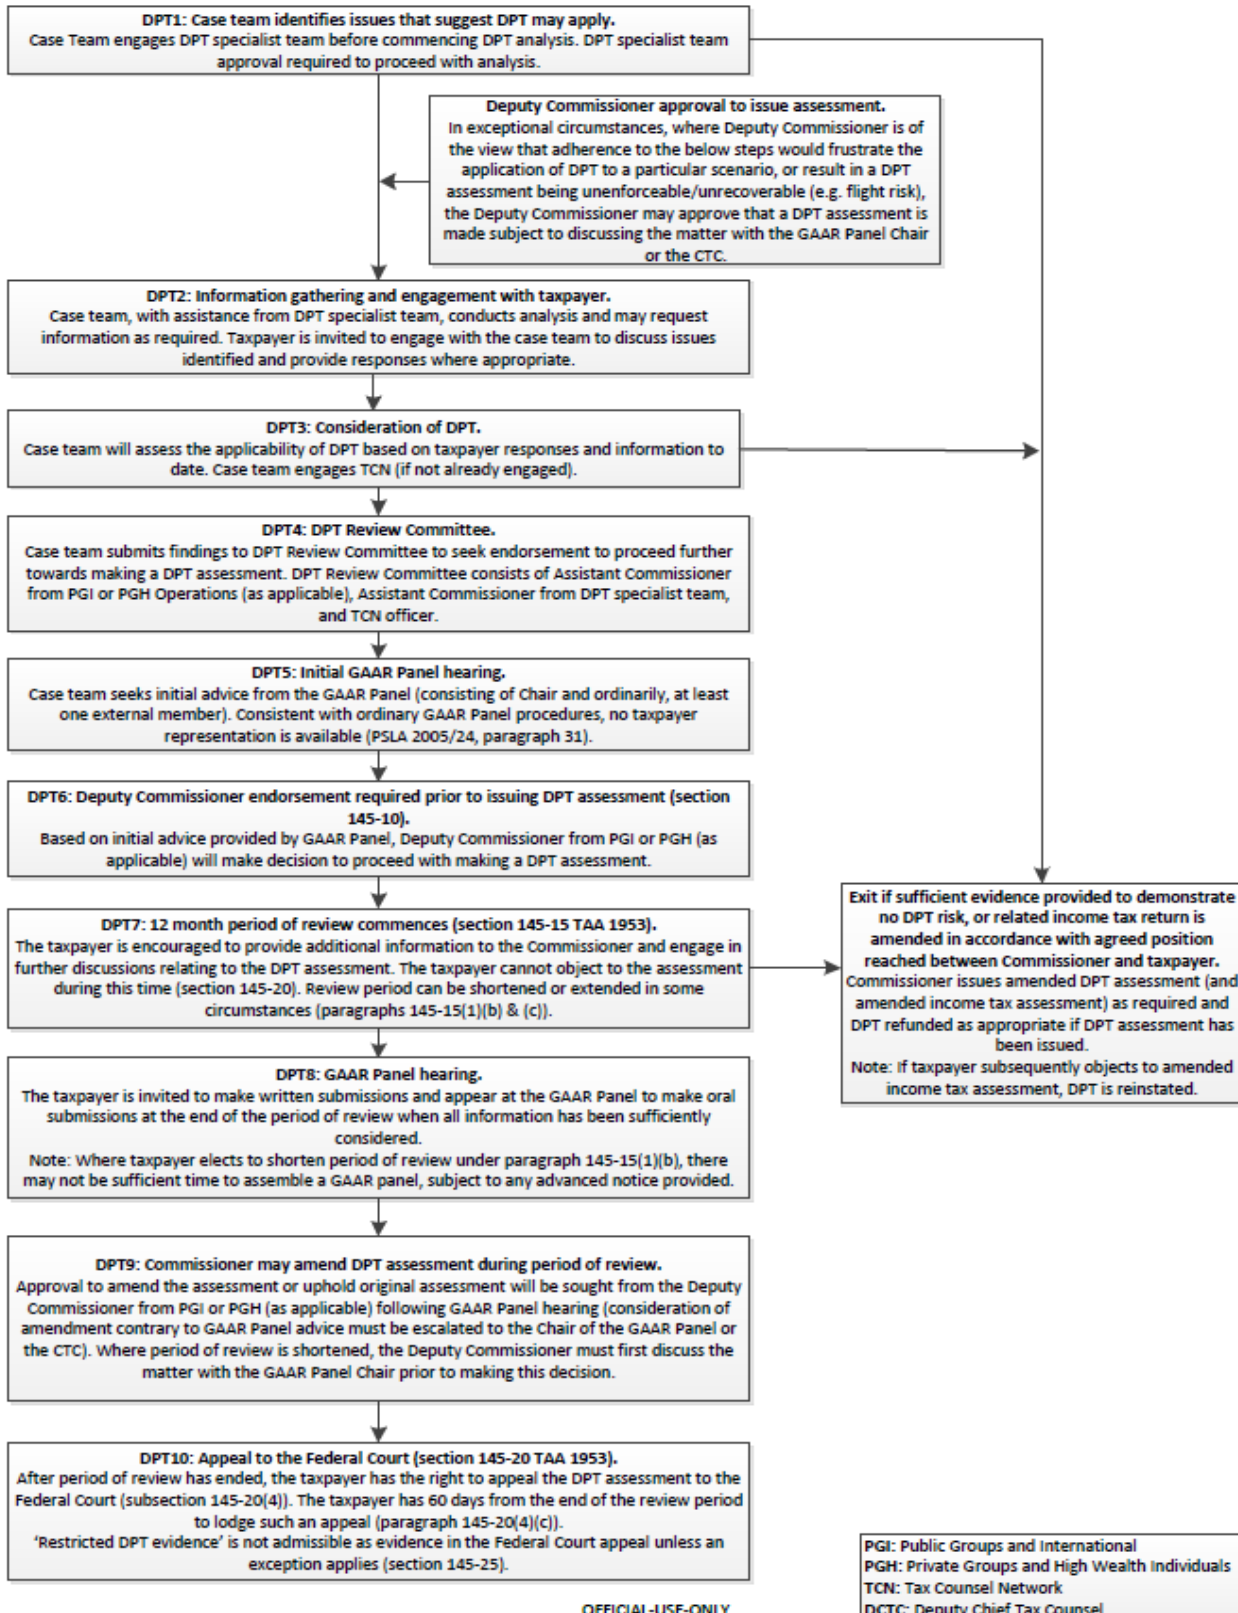 DPT1: Case team identifies issues that suggest DPT may apply.
Case Team engages DPT specialist team before commencing DPT analysis. DPT specialist team
approval required to proceed with analysis.
Deputy Commissioner approval to issue assessment.
In exceptional circumstances, where Deputy Commissioner is of
the view that adherence to the below steps would frustrate the
application of DPT to a particular scenario, or result in a DPT
assessment being unenforceable/unrecoverable (e.g. flight risk),
the Deputy Commissioner may approve that a DPT assessment is
made subject to discussing the matter with the GAAR Panel Chair
or the CTC.
DPT2: Information gathering and engagement with taxpayer.
Case team, with assistance from DPT specialist team, conducts analysis and may request
information as required. Taxpayer is invited to engage with the case team to discuss issues
identified and provide responses where appropriate.
DPT3: Consideration of DPT.
Case team will assess the applicability of DPT based on taxpayer responses and information to
date. Case team engages TCN (if not already engaged).
DPT4: DPT Review Committee.
Case team submits findings to DPT Review Committee to seek endorsement to proceed further
towards making a DPT assessment. DPT Review Committee consists of Assistant Commissioner
from PGI or PGH Operations (as applicable), Assistant Commissioner from DPT specialist team,
and TCN officer.
DPT5: Initial GAAR Panel hearing.
Case team seeks initial advice from the GAAR Panel (consisting of Chair and ordinarily, at least
one external member). Consistent with ordinary GAAR Panel procedures, no taxpayer
representation is available (PSLA 2005/24, paragraph 31).
DPT6: Deputy Commissioner endorsement required prior to issuing DPT assessment (section
145-10).
Based on initial advice provided by GAAR Panel, Deputy Commissioner from PGI or PGH (as
applicable) will make decision to proceed with making a DPT assessment.
DPT7: 12 month period of review commences (section 145-15 TAA 1953).
The taxpayer is encouraged to provide additional information to the Commissioner and engage in
further discussions relating to the DPT assessment. The taxpayer cannot object to the assessment
during this time (section 145-20). Review period can be shortened or extended in some
circumstances (paragraphs 145-15(1)(b) & (c)).
Exit if sufficient evidence provided to demonstrate
no DPT risk, or related income tax return is
amended in accordance with agreed position
reached between Commissioner and taxpayer.
Commissioner issues amended DPT assessment (and
amended income tax assessment) as required and
DPT refunded as appropriate if DPT assessment has
been issued.
Note: If taxpayer subsequently objects to amended
income tax assessment, DPT is reinstated.
DPT8: GAAR Panel hearing.
The taxpayer is invited to make written submissions and appear at the GAAR Panel to make oral
submissions at the end of the period of review when all information has been sufficiently
considered.
Note: Where taxpayer elects to shorten period of review under paragraph 145-15(1)(b), there
may not be sufficient time to assemble a GAAR panel, subject to any advanced notice provided.
DPT9: Commissioner may amend DPT assessment during period of review.
Approval to amend the assessment or uphold original assessment will be sought from the Deputy
Commissioner from PGI or PGH (as applicable) following GAAR Panel hearing (consideration of
amendment contrary to GAAR Panel advice must be escalated to the Chair of the GAAR Panel or
the CTC). Where period of review is shortened, the Deputy Commissioner must first discuss the
matter with the GAAR Panel Chair prior to making this decision.
DPT10: Appeal to the Federal Court (section 145-20 TAA 1953).
After period of review has ended, the taxpayer has the right to appeal the DPT assessment to the
Federal Court (subsection 145-20(4)). The taxpayer has 60 days from the end of the review period
to lodge such an appeal (paragraph 145-20(4)(c)).
'Restricted DPT evidence' is not admissible as evidence in the Federal Court appeal unless an
exception applies (section 145-25).
PGI: Public Groups and International
PGH: Private Groups and High Wealth Individuals
TCN: Tax Counsel Network
DCTC: Deputy Chief Tax Counsel
OFFICIAL-USE-ONLY